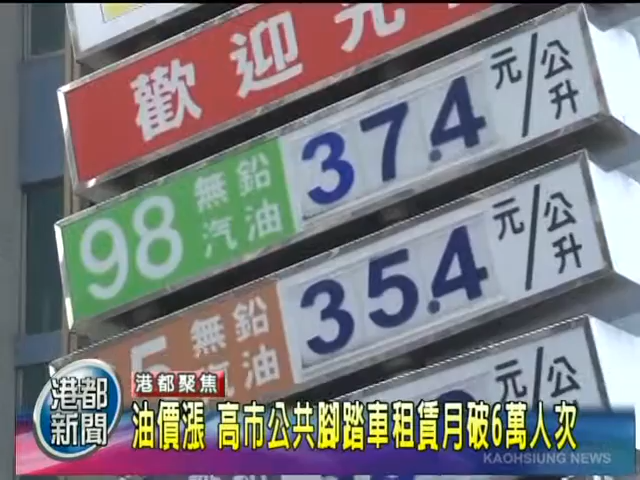 歡迎光
98 無鉛汽油 37.4 元/公升
5 無鉛 油 35.4 元/公升
元/公
港都新聞
港都聚焦
油價漲 高市公共腳踏車租賃月破6萬人次
KAOHSIUNG NEWS